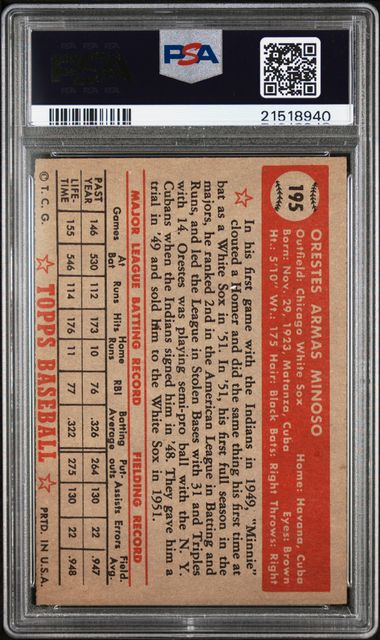 PSA
21518940
195
ORESTES ARMAS MINOSO
Outfield: Chicago White Sox Home: Havana, Cuba
Born: Nov. 29, 1923, Matanza, Cuba Eyes: Brown
Ht.: 5'10" Wt.: 175 Hair: Black Bats: Right Throws: Right
In his first game with the Indians in 1949, "Minnie"
clouted a Homer and did the same thing his first time at
bat as a White Sox in '51. In '51, his first full season in the
majors, he ranked 2nd in the American League in Batting and
Runs, and led the League in Stolen Bases with 31 and Triples
with 14. Orestes was playing semi-pro ball with the N. Y.
Cubans when the Indians signed him in '48. They gave him a
trial in '49 and sold him to the White Sox in 1951.
MAJOR LEAGUE BATTING RECORD FIELDING RECORD
Games At Bat Runs Hits Home Runs RBI Batting Average Put-outs Assists Errors Field. Avg.
PAST YEAR 146 530 112 173 10 76 .326 264 130 22 .947
LIFE-TIME 155 546 114 176 11 77 .322 275 130 22 .948
© T. C. G. TOPPS BASEBALL PRTD. IN U.S.A.